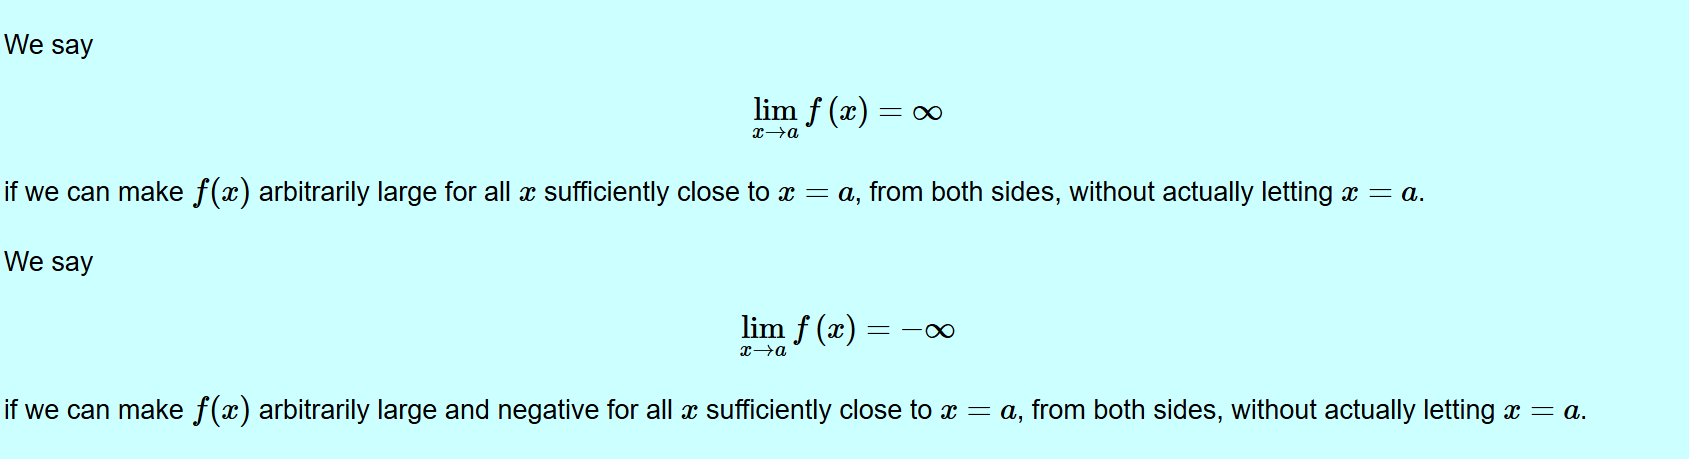 We say
lim x→a f (x) = ∞
if we can make f(x) arbitrarily large for all x sufficiently close to x = a, from both sides, without actually letting x = a.
We say
lim x→a f (x) = −∞
if we can make f(x) arbitrarily large and negative for all x sufficiently close to x = a, from both sides, without actually letting x = a.